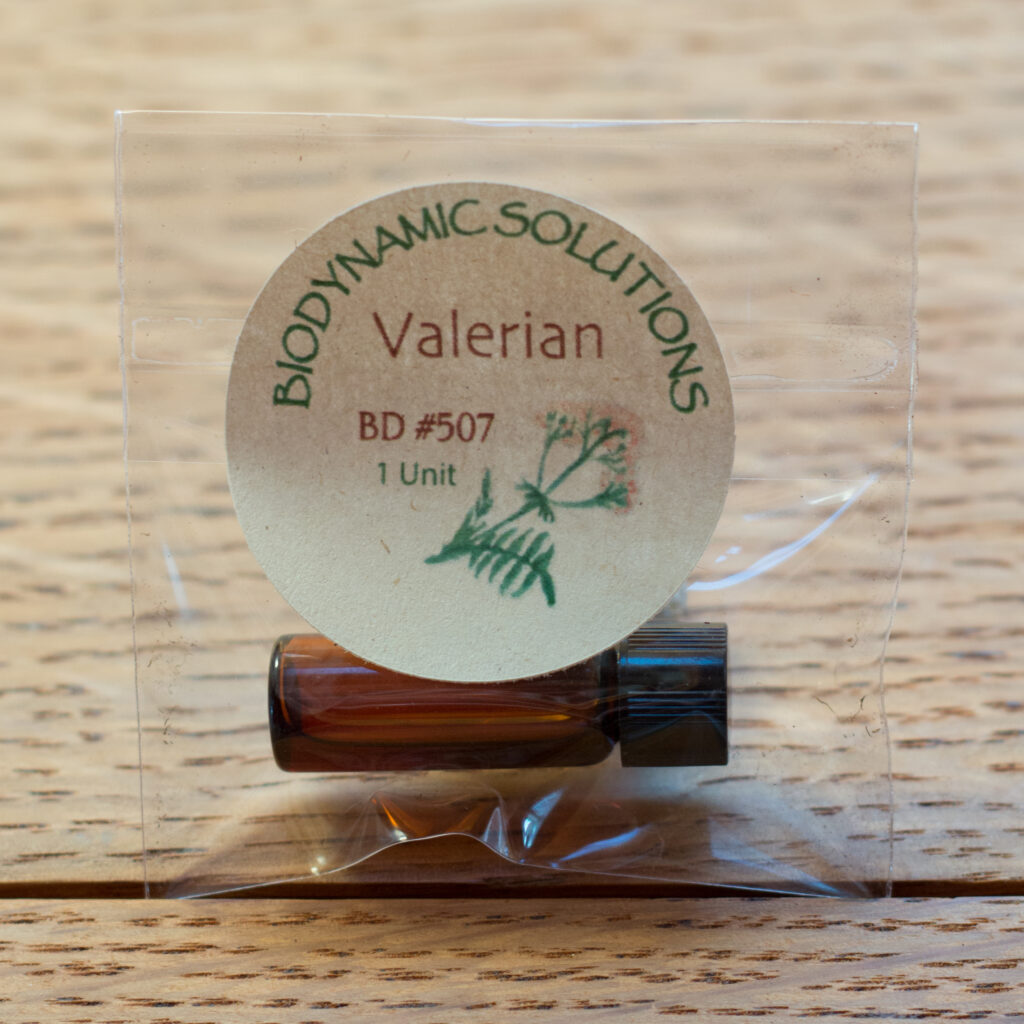 BIODYNAMIC SOLUTIONS
Valerian
BD #507
1 Unit